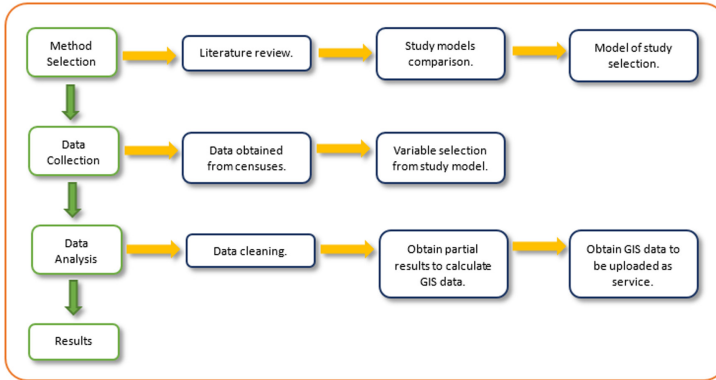 Method
Selection
Literature review.
Study models
comparison.
Model of study
selection.
Data
Collection
Data obtained
from censuses.
Variable selection
from study model.
Data
Analysis
Data cleaning.
Obtain partial
results to calculate
GIS data.
Obtain GIS data to
be uploaded as
service.
Results